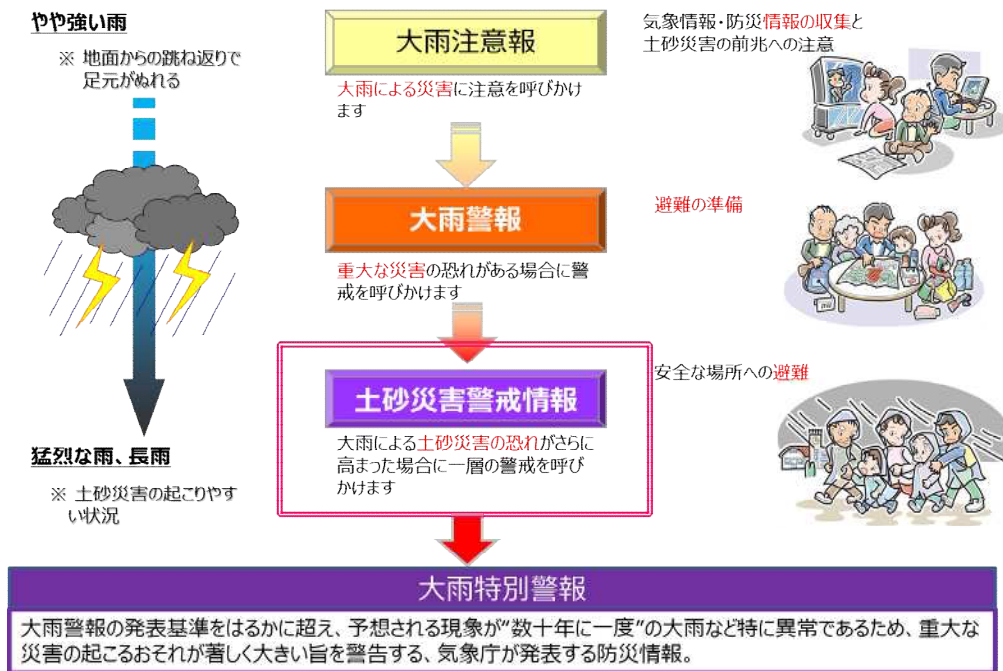 やや強い雨
※ 地面からの跳ね返りで
足元がぬれる
大雨注意報
大雨による災害に注意を呼びかけ
ます
気象情報・防災情報の収集と
土砂災害の前兆への注意
大雨警報
重大な災害の恐れがある場合に警
戒を呼びかけます
避難の準備
土砂災害警戒情報
大雨による土砂災害の恐れがさらに
高まった場合に一層の警戒を呼び
かけます
安全な場所への避難
猛烈な雨、長雨
※ 土砂災害の起こりやす
い状況
大雨特別警報
大雨警報の発表基準をはるかに超え、予想される現象が"数十年に一度"の大雨など特に異常であるため、重大な
災害の起こるおそれが著しく大きい旨を警告する、気象庁が発表する防災情報。